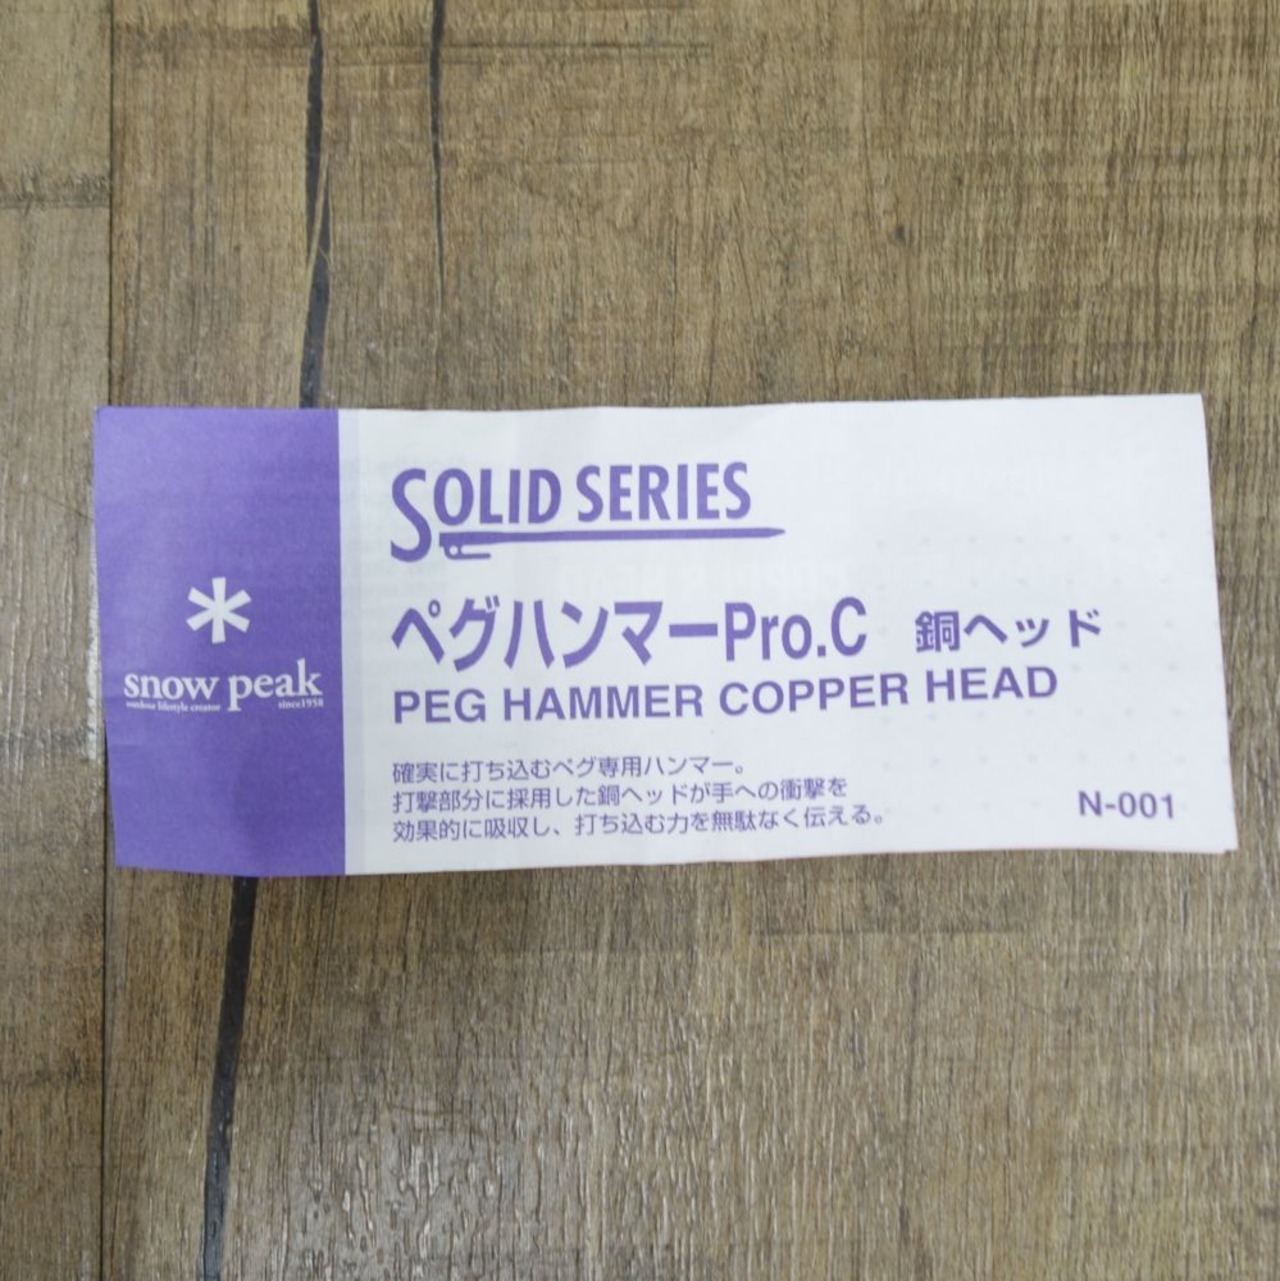 snow peak
outdoor lifestyle creator since1958
SOLID SERIES
ペグハンマーPro.C 銅ヘッド
PEG HAMMER COPPER HEAD
確実に打ち込むペグ専用ハンマー。
打撃部分に採用した銅ヘッドが手への衝撃を
効果的に吸収し、打ち込む力を無駄なく伝える。
N-001